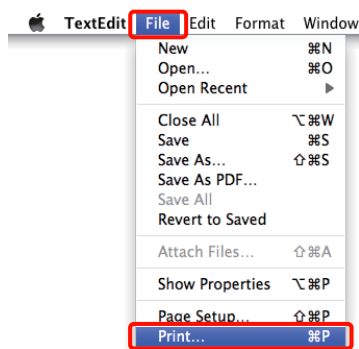 TextEdit File Edit Format Window
New ⌘N
Open... ⌘O
Open Recent ▶
Close All ⌥⌘W
Save ⌘S
Save As... ⇧⌘S
Save As PDF...
Save All
Revert to Saved
Attach Files... ⇧⌘A
Show Properties ⌥⌘P
Page Setup... ⇧⌘P
Print... ⌘P